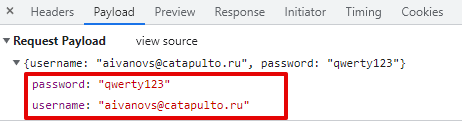 Headers Payload Preview Response Initiator Timing Cookies
Request Payload view source
{username: "aivanovs@catapulto.ru", password: "qwerty123"}
password: "qwerty123"
username: "aivanovs@catapulto.ru"